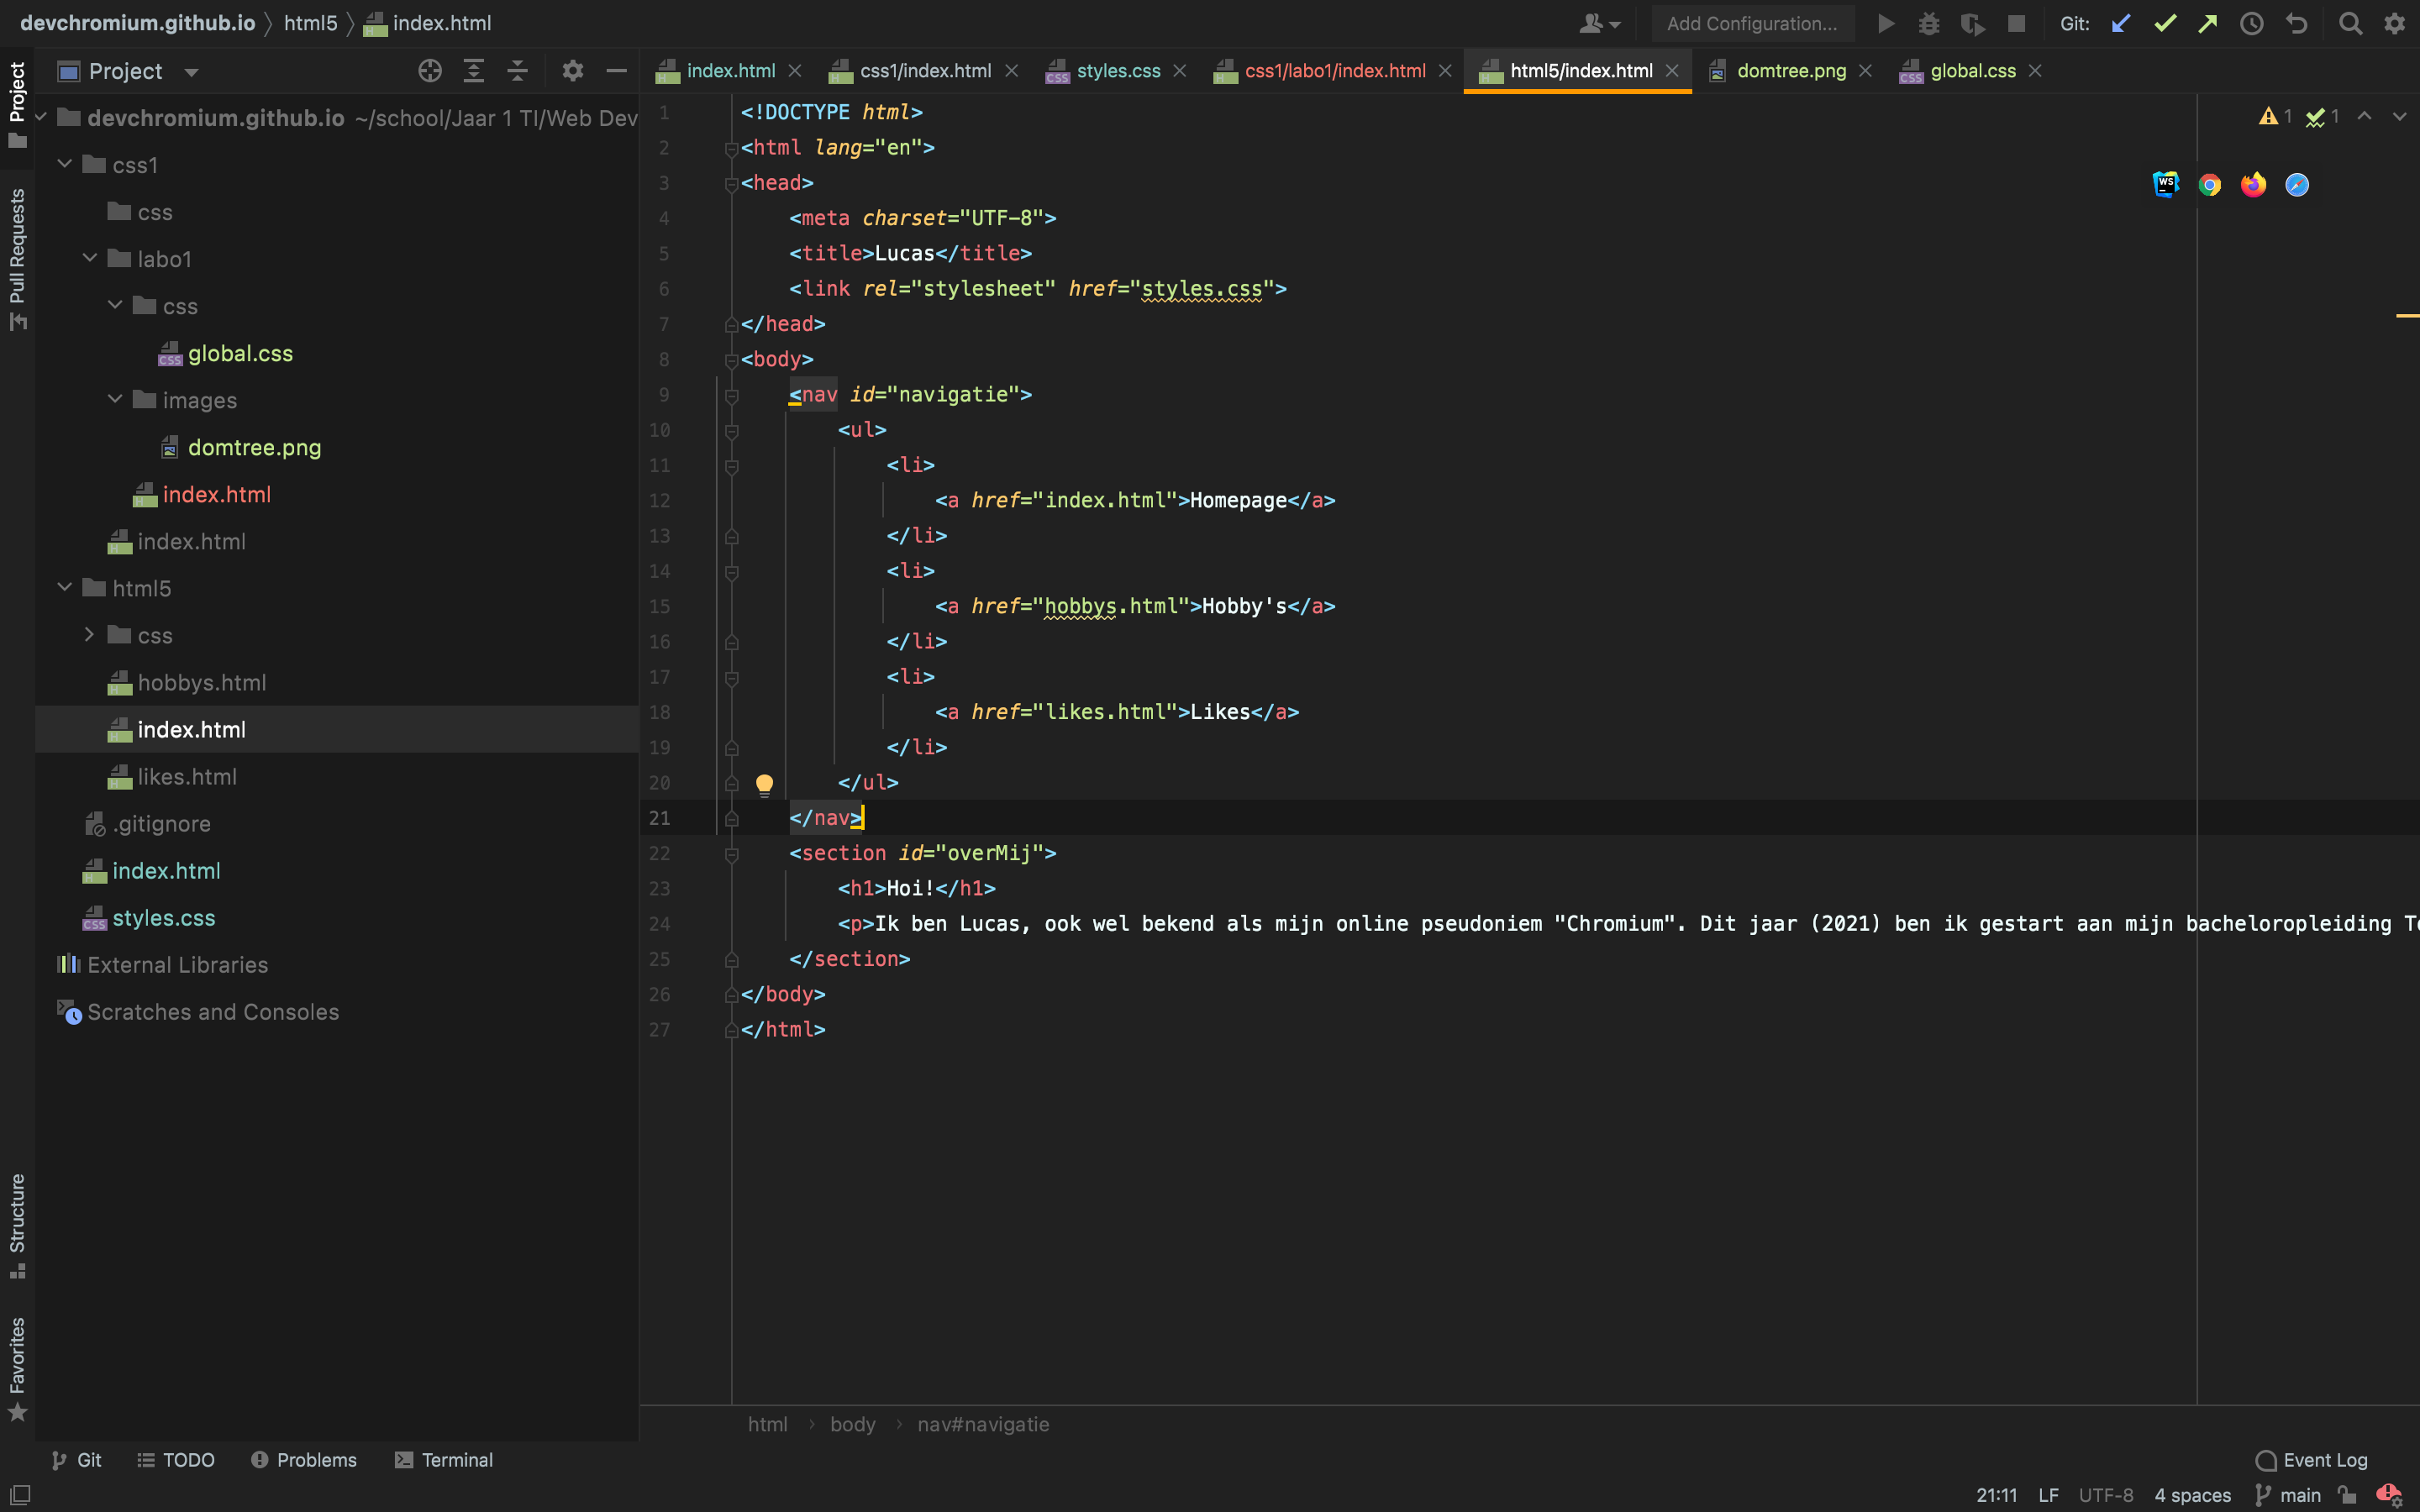 devchromium.github.io
html5
index.html
Add Configuration...
Git:
Project
index.html
css1/index.html
styles.css
css1/labo1/index.html
html5/index.html
domtree.png
global.css
Project
Pull Requests
Structure
Favorites
devchromium.github.io ~/school/Jaar 1 TI/Web Dev
css1
css
labo1
css
global.css
images
domtree.png
index.html
index.html
html5
css
hobbys.html
index.html
likes.html
.gitignore
index.html
styles.css
External Libraries
Scratches and Consoles
1 <!DOCTYPE html>
2 <html lang="en">
3 <head>
4 <meta charset="UTF-8">
5 <title>Lucas</title>
6 <link rel="stylesheet" href="styles.css">
7 </head>
8 <body>
9 <nav id="navigatie">
10 <ul>
11 <li>
12 <a href="index.html">Homepage</a>
13 </li>
14 <li>
15 <a href="hobbys.html">Hobby's</a>
16 </li>
17 <li>
18 <a href="likes.html">Likes</a>
19 </li>
20 </ul>
21 </nav>
22 <section id="overMij">
23 <h1>Hoi!</h1>
24 <p>Ik ben Lucas, ook wel bekend als mijn online pseudoniem "Chromium". Dit jaar (2021) ben ik gestart aan mijn bacheloropleiding
25 </section>
26 </body>
27 </html>
1 1
WS
html
body
nav#navigatie
Git
TODO
Problems
Terminal
Event Log
21:11 LF UTF-8 4 spaces main